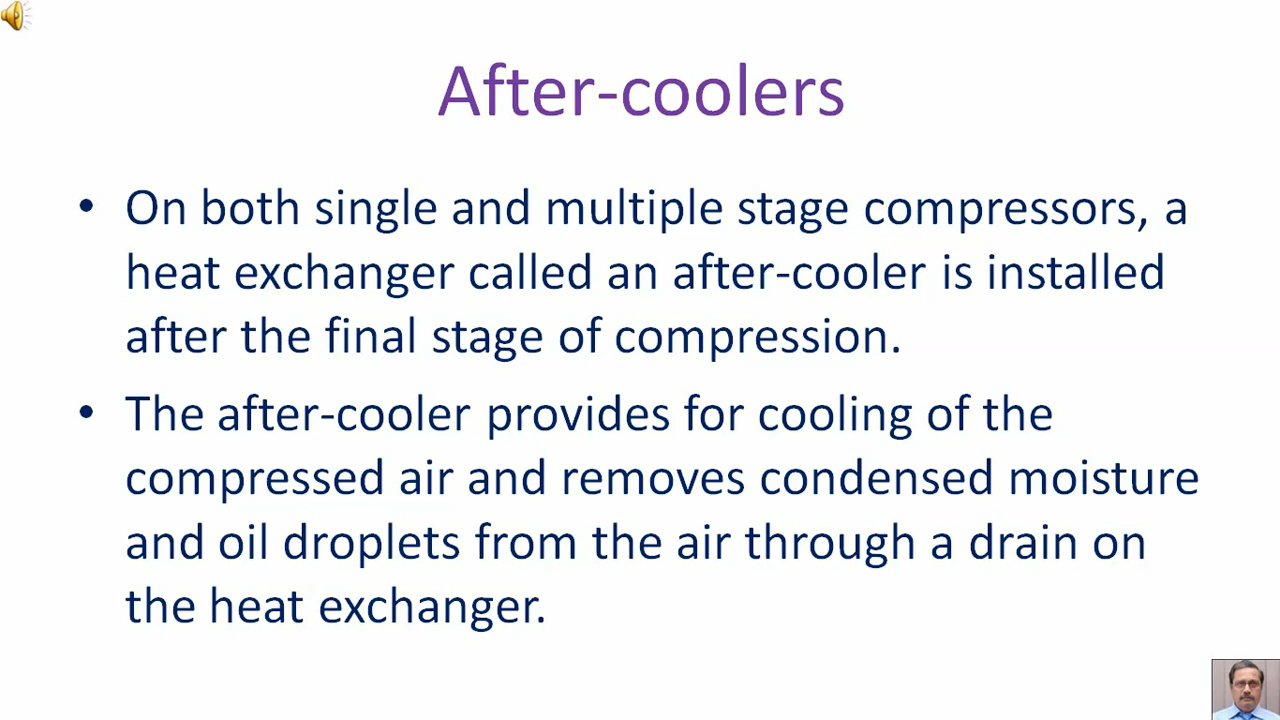 After-coolers
• On both single and multiple stage compressors, a
heat exchanger called an after-cooler is installed
after the final stage of compression.
• The after-cooler provides for cooling of the
compressed air and removes condensed moisture
and oil droplets from the air through a drain on
the heat exchanger.